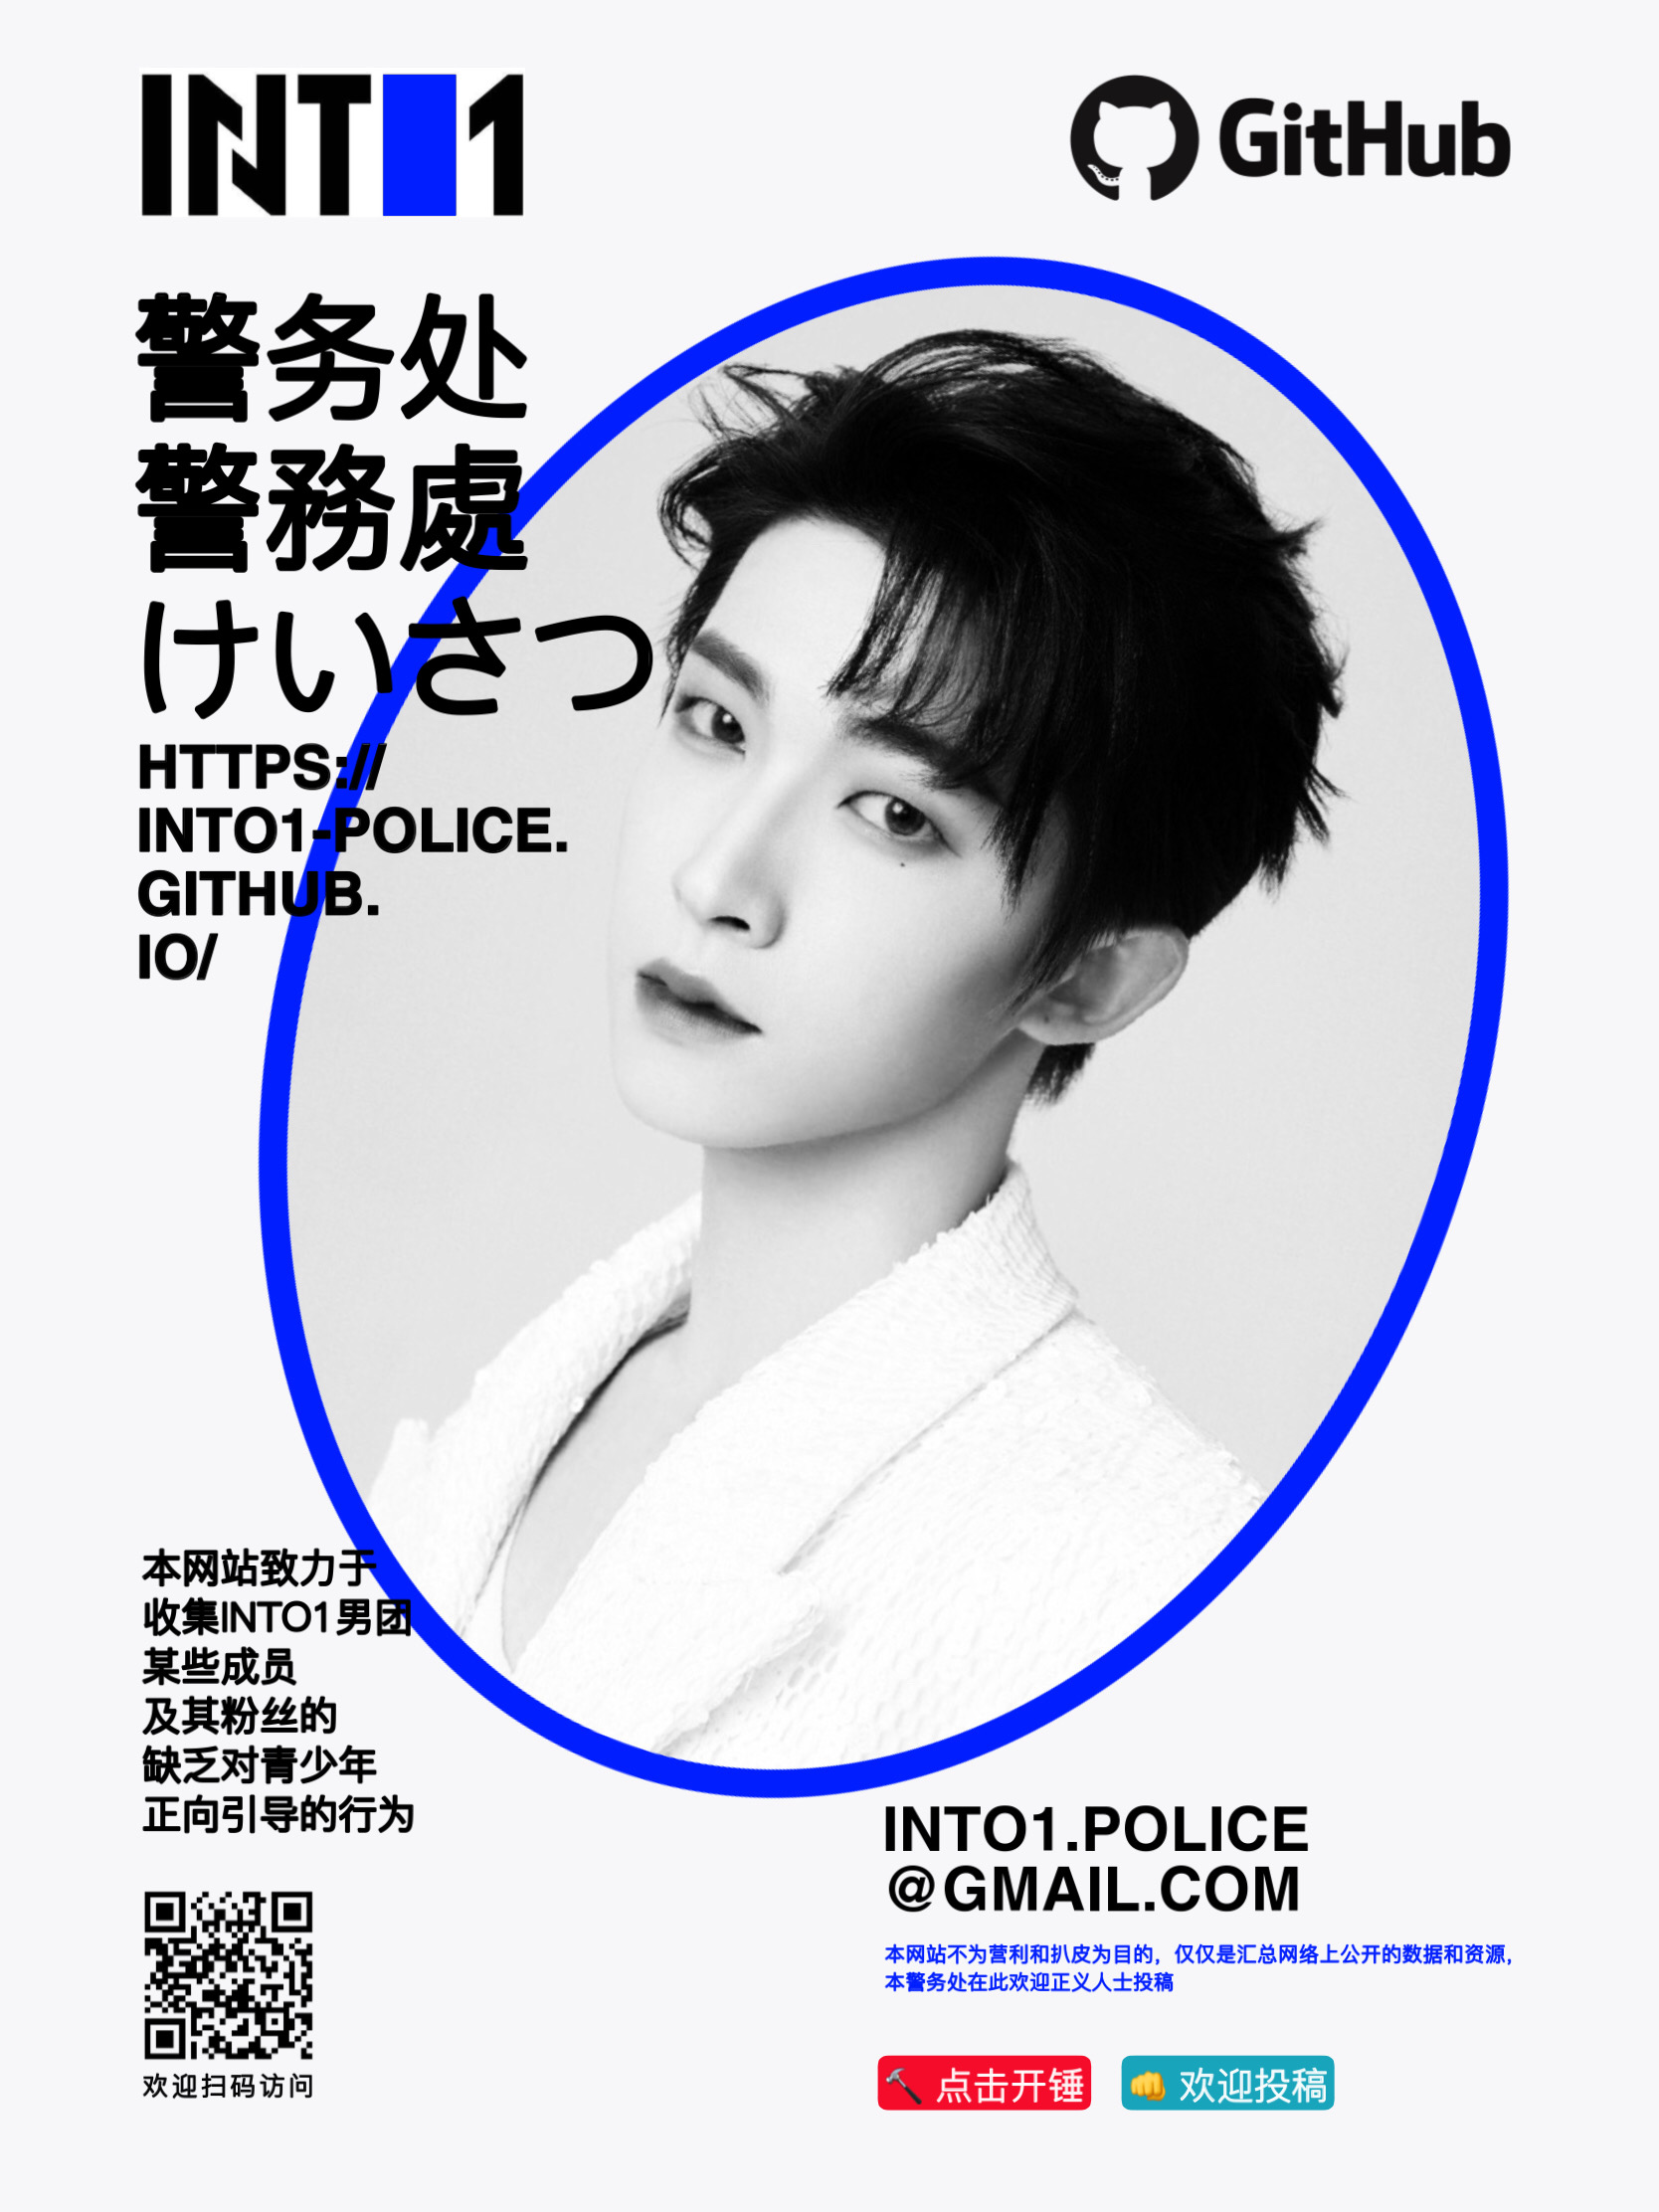 INTO1
GitHub
警务处
警務處
けいさつ
HTTPS://
INTO1-POLICE.
GITHUB.
IO/
本网站致力于
收集INTO1男团
某些成员
及其粉丝的
缺乏对青少年
正向引导的行为
欢迎扫码访问
INTO1.POLICE
@GMAIL.COM
本网站不为营利和扒皮为目的，仅仅是汇总网络上公开的数据和资源，
本警务处在此欢迎正义人士投稿
🔨 点击开锤
👊 欢迎投稿